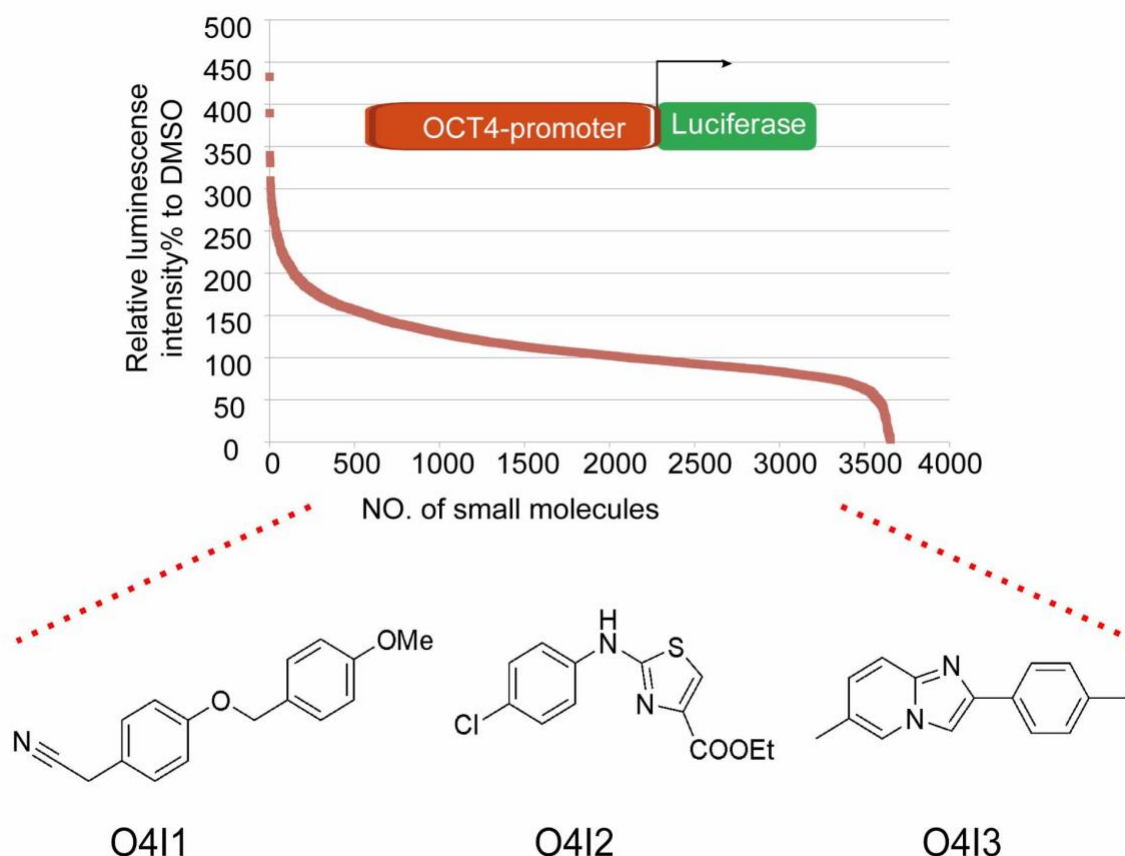 500
450
400
350
300
250
200
150
100
50
0
Relative luminescense
intensity% to DMSO
OCT4-promoter
Luciferase
0 500 1000 1500 2000 2500 3000 3500 4000
NO. of small molecules
OMe
O
N
H
N
S
N
Cl
COOEt
N
N
O4I1
O4I2
O4I3